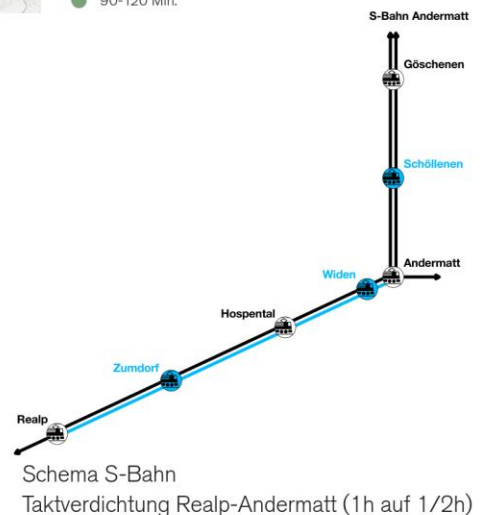 90-120 Min.
S-Bahn Andermatt
Göschenen
Schöllenen
Andermatt
Widen
Hospental
Zumdorf
Realp
Schema S-Bahn
Taktverdichtung Realp-Andermatt (1h auf 1/2h)